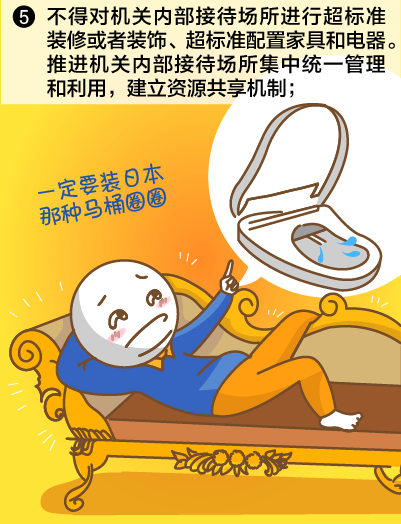 5 不得对机关内部接待场所进行超标准
装修或者装饰、超标准配置家具和电器。
推进机关内部接待场所集中统一管理
和利用，建立资源共享机制；
一定要装日本
那种马桶圈圈